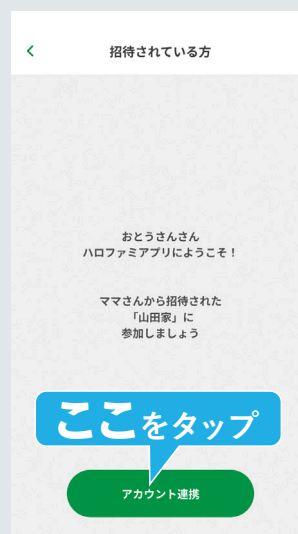 招待されている方
おとうさんさん
ハロファミアプリにようこそ！
ママさんから招待された
「山田家」に
参加しましょう
ここをタップ
アカウント連携